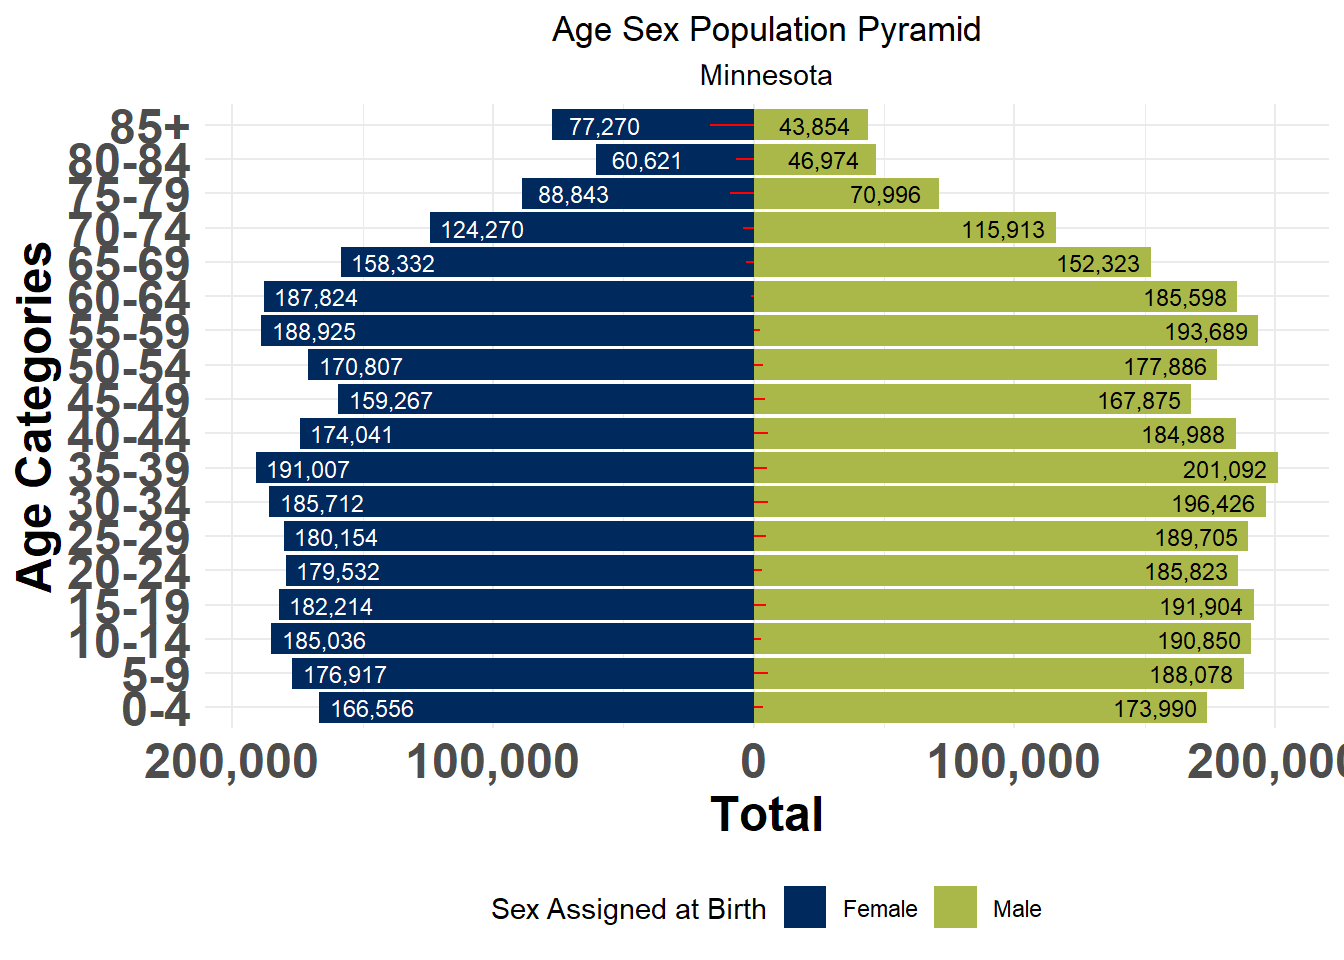 Age Sex Population Pyramid
Minnesota
Age Categories
85+ 77,270 43,854
80-84 60,621 46,974
75-79 88,843 70,996
70-74 124,270 115,913
65-69 158,332 152,323
60-64 187,824 185,598
55-59 188,925 193,689
50-54 170,807 177,886
45-49 159,267 167,875
40-44 174,041 184,988
35-39 191,007 201,092
30-34 185,712 196,426
25-29 180,154 189,705
20-24 179,532 185,823
15-19 182,214 191,904
10-14 185,036 190,850
5-9 176,917 188,078
0-4 166,556 173,990
200,000 100,000 0 100,000 200,00
Total
Sex Assigned at Birth Female Male